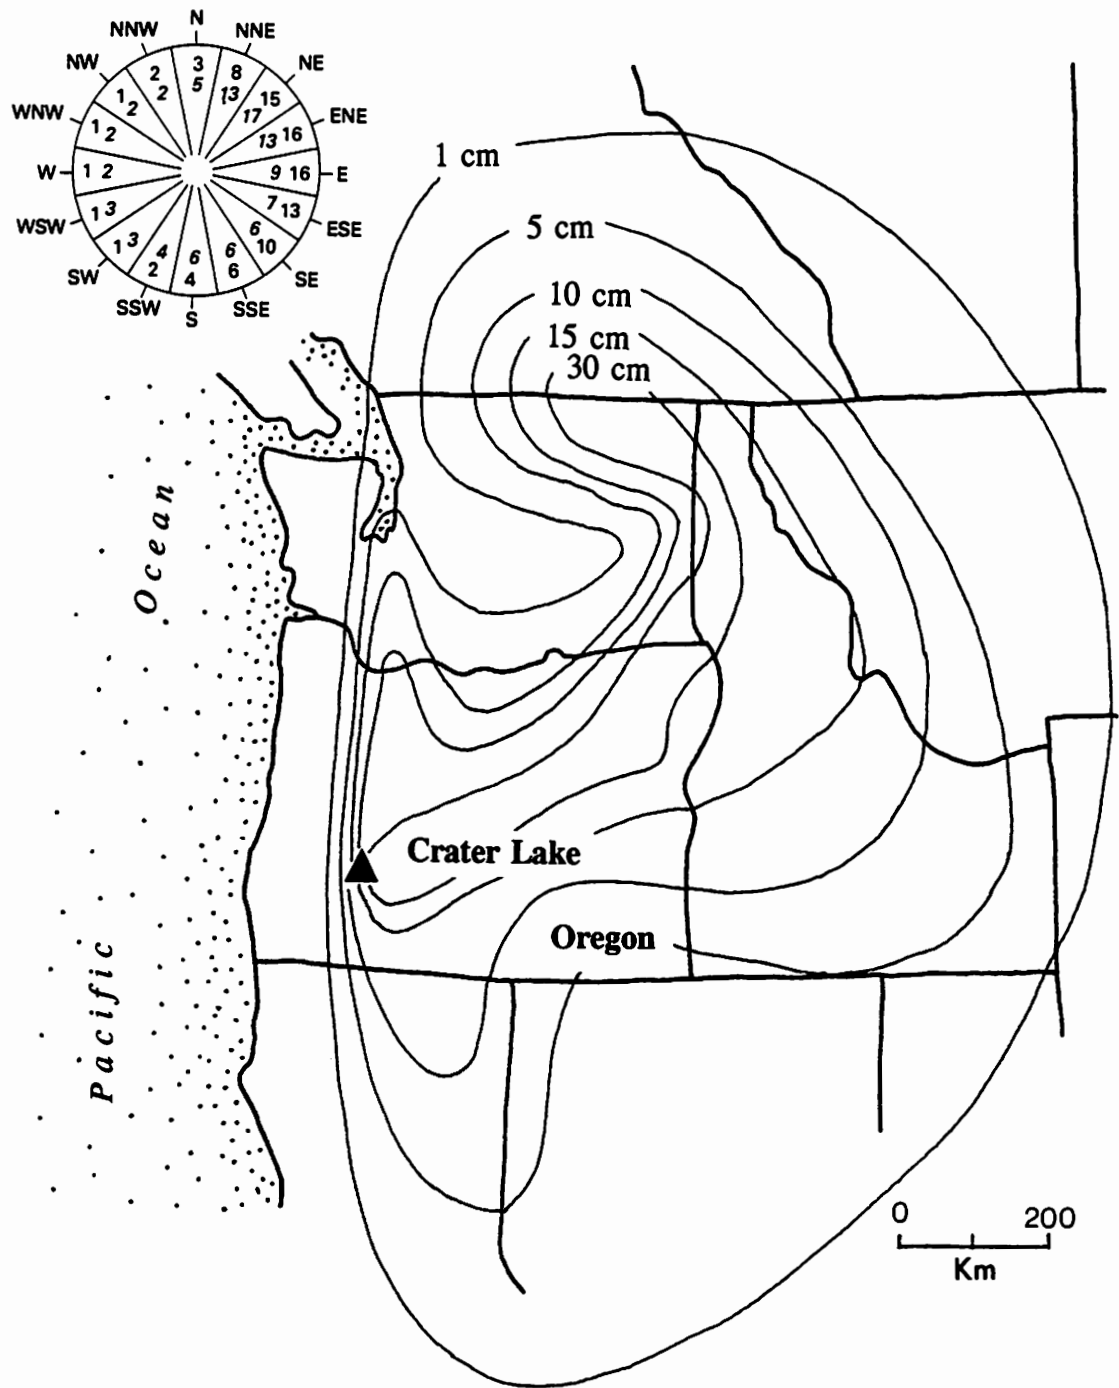 N
NNW
NNE
NW
NE
WNW
ENE
W
E
WSW
ESE
SW
SE
SSW
SSE
S
3
5
8
13
15
17
16
13
9 16
7
13
6
10
6
6
6
4
4
2
1 3
1 3
1 2
1 2
1 2
2
2
1 cm
5 cm
10 cm
15 cm
30 cm
Ocean
Pacific
Crater Lake
Oregon
0 200
Km